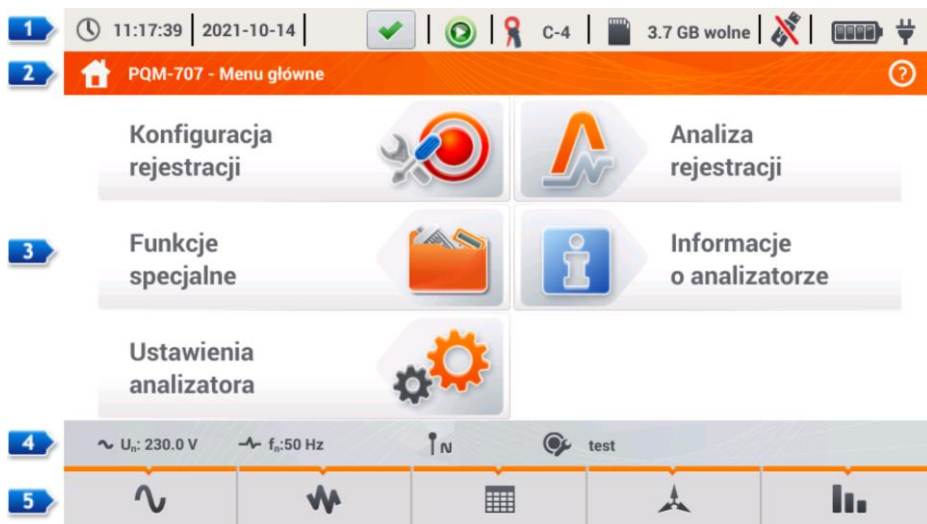 1
11:17:39 2021-10-14 C-4 3.7 GB wolne
2
PQM-707 - Menu główne ?
Konfiguracja
rejestracji
Analiza
rejestracji
3
Funkcje
specjalne
Informacje
o analizatorze
Ustawienia
analizatora
4
Un: 230.0 V fn:50 Hz N test
5